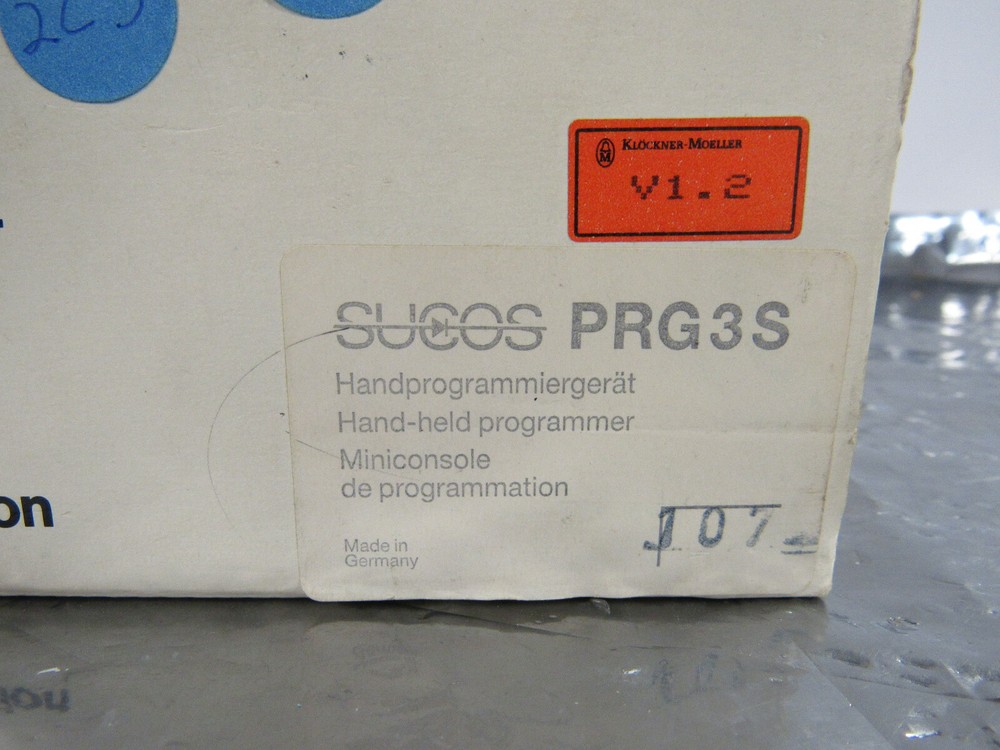 KLÖCKNER-MOELLER
V1.2
SUCOS PRG3S
Handprogrammiergerät
Hand-held programmer
Miniconsole
de programmation
on
Made in
Germany
107